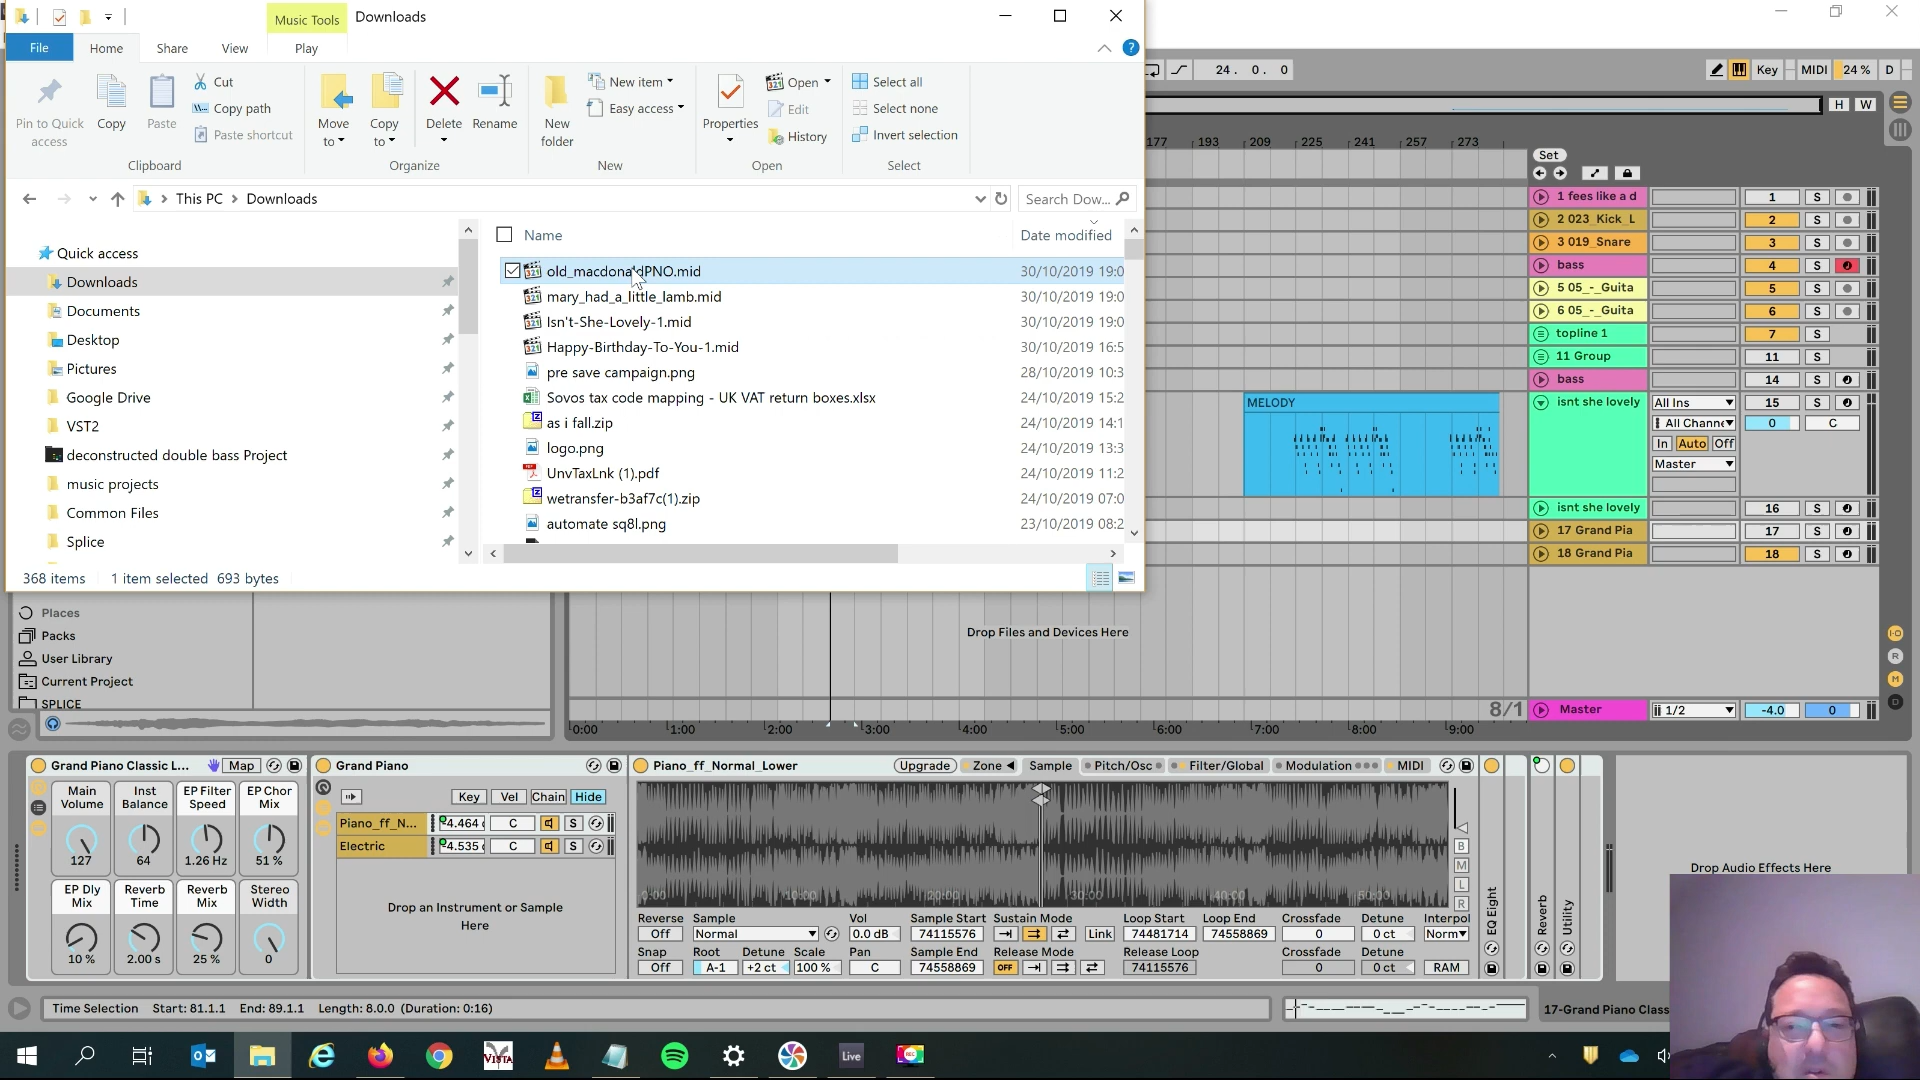 Music Tools
Downloads
File
Home
Share
View
Play
Pin to Quick access
Copy
Paste
Cut
Copy path
Paste shortcut
Clipboard
Move to
Copy to
Delete
Rename
Organize
New folder
New item
Easy access
New
Properties
Open
Edit
History
Open
Select all
Select none
Invert selection
Select
This PC
Downloads
Search Dow...
Quick access
Downloads
Documents
Desktop
Pictures
Google Drive
VST2
deconstructed double bass Project
music projects
Common Files
Splice
Name
Date modified
old_macdonaldPNO.mid 30/10/2019 19:0
mary_had_a_little_lamb.mid 30/10/2019 19:0
Isn't-She-Lovely-1.mid 30/10/2019 19:0
Happy-Birthday-To-You-1.mid 30/10/2019 16:5
pre save campaign.png 28/10/2019 10:3
Sovos tax code mapping - UK VAT return boxes.xlsx 24/10/2019 15:2
as i fall.zip 24/10/2019 14:1
logo.png 24/10/2019 13:3
UnvTaxLnk (1).pdf 24/10/2019 11:2
wetransfer-b3af7c(1).zip 24/10/2019 07:0
automate sq8l.png 23/10/2019 08:2
368 items 1 item selected 693 bytes
24. 0. 0
Key MIDI 24 % D
H W
177 193 209 225 241 257 273
Set
1 fees like a d 1 S
2 023_Kick_L 2 S
3 019_Snare 3 S
bass 4 S
5 05_-_Guita 5 S
6 05_-_Guita 6 S
topline 1 7 S
11 Group 11 S
bass 14 S
MELODY
isnt she lovely All Ins 15 S
All Channe 0 C
In Auto Off
Master
isnt she lovely 16 S
17 Grand Pia 17 S
18 Grand Pia 18 S
Places
Packs
User Library
Current Project
SPLICE
Drop Files and Devices Here
8/1 Master 1/2 -4.0 0
0:00 1:00 2:00 3:00 4:00 5:00 6:00 7:00 8:00 9:00
I-O
R
M
D
Grand Piano Classic L... Map
Main Volume
127
Inst Balance
64
EP Filter Speed
1.26 Hz
EP Chor Mix
51 %
EP Dly Mix
10 %
Reverb Time
2.00 s
Reverb Mix
25 %
Stereo Width
0
Grand Piano
Key Vel Chain Hide
Piano_ff_N... -4.464 C S
Electric -4.535 C S
Drop an Instrument or Sample Here
Piano_ff_Normal_Lower Upgrade Zone Sample Pitch/Osc Filter/Global Modulation MIDI
0:00 10:00 20:00 30:00 40:00 50:00
B
M
L
R
Reverse Sample Vol Sample Start Sustain Mode Loop Start Loop End Crossfade Detune Interpol
Off Normal 0.0 dB 74115576 Link 74481714 74558869 0 0 ct Norm
Snap Root Detune Scale Pan Sample End Release Mode Release Loop Crossfade Detune
Off A-1 +2 ct 100 % C 74558869 OFF 74115576 0 0 ct RAM
EQ Eight
Reverb
Utility
Drop Audio Effects Here
Time Selection Start: 81.1.1 End: 89.1.1 Length: 8.0.0 (Duration: 0:16)
17-Grand Piano Class
VISTA
Live
REC